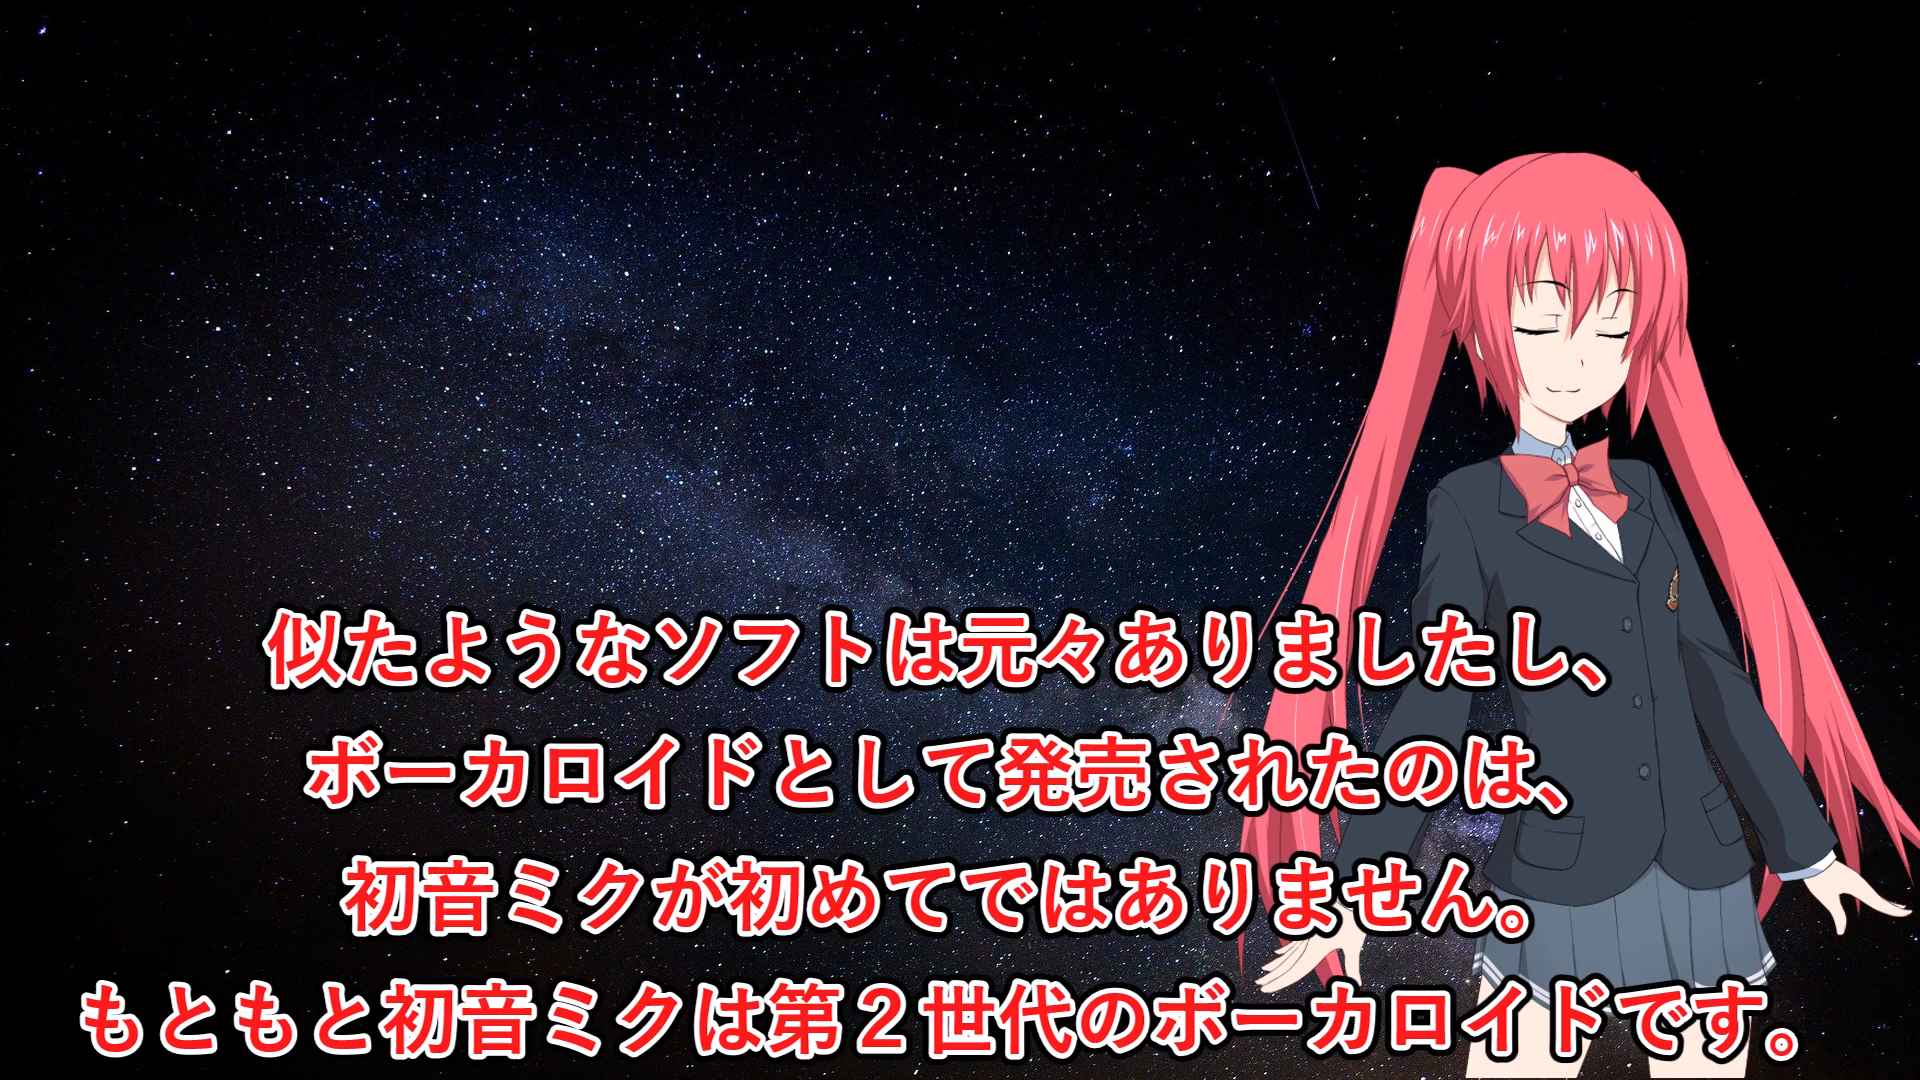 似たようなソフトは元々ありましたし、
ボーカロイドとして発売されたのは、
初音ミクが初めてではありません。
もともと初音ミクは第２世代のボーカロイドです。